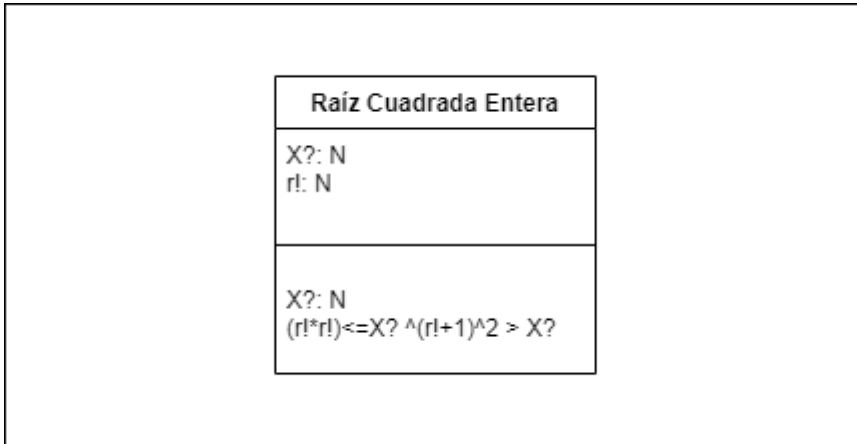 Raíz Cuadrada Entera
X?: N
r!: N
X?: N
(r!*r!)<=X? ^(r!+1)^2 > X?